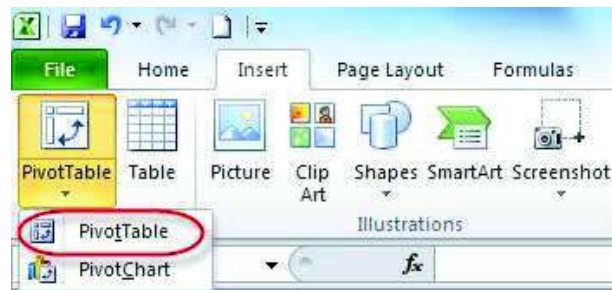 File Home Insert Page Layout Formulas
PivotTable Table Picture Clip Art Shapes SmartArt Screenshot
Illustrations
PivotTable
PivotChart
fx